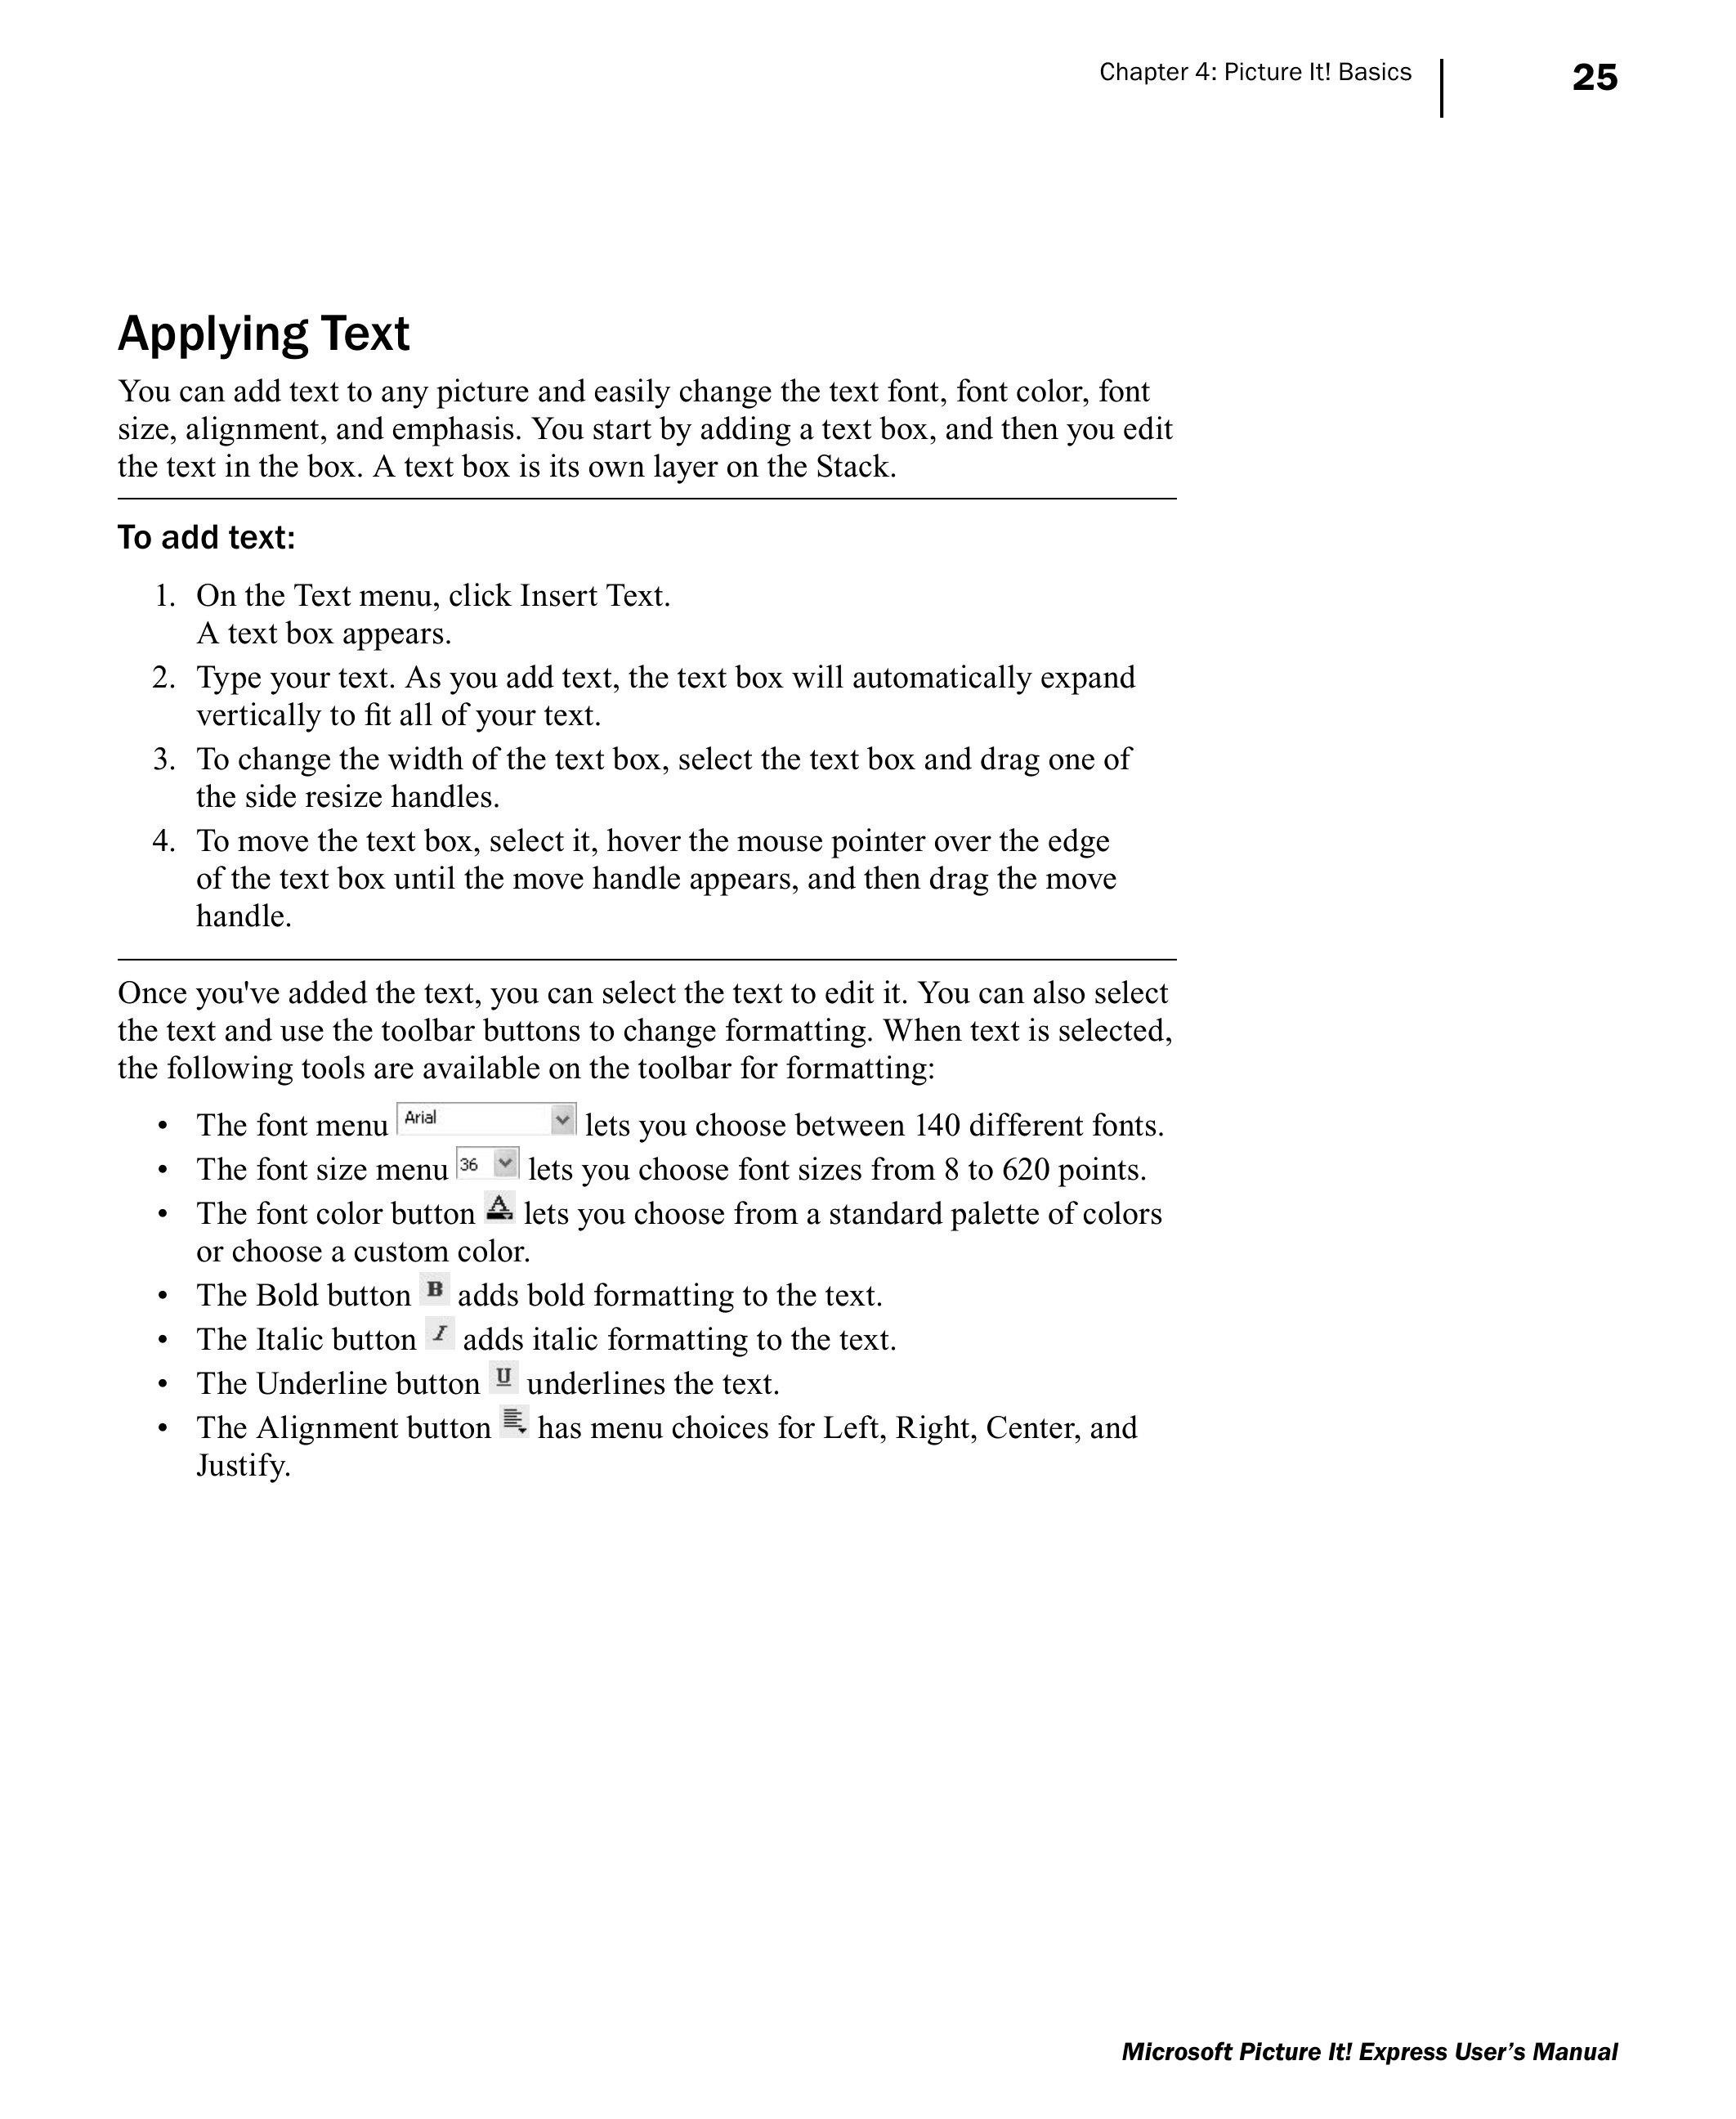 Chapter 4: Picture It! Basics 25
Applying Text
You can add text to any picture and easily change the text font, font color, font
size, alignment, and emphasis. You start by adding a text box, and then you edit
the text in the box. A text box is its own layer on the Stack.
To add text:
1. On the Text menu, click Insert Text.
A text box appears.
2. Type your text. As you add text, the text box will automatically expand
vertically to fit all of your text.
3. To change the width of the text box, select the text box and drag one of
the side resize handles.
4. To move the text box, select it, hover the mouse pointer over the edge
of the text box until the move handle appears, and then drag the move
handle.
Once you've added the text, you can select the text to edit it. You can also select
the text and use the toolbar buttons to change formatting. When text is selected,
the following tools are available on the toolbar for formatting:
• The font menu Arial lets you choose between 140 different fonts.
• The font size menu 36 lets you choose font sizes from 8 to 620 points.
• The font color button A lets you choose from a standard palette of colors
or choose a custom color.
• The Bold button B adds bold formatting to the text.
• The Italic button I adds italic formatting to the text.
• The Underline button U underlines the text.
• The Alignment button has menu choices for Left, Right, Center, and
Justify.
Microsoft Picture It! Express User’s Manual